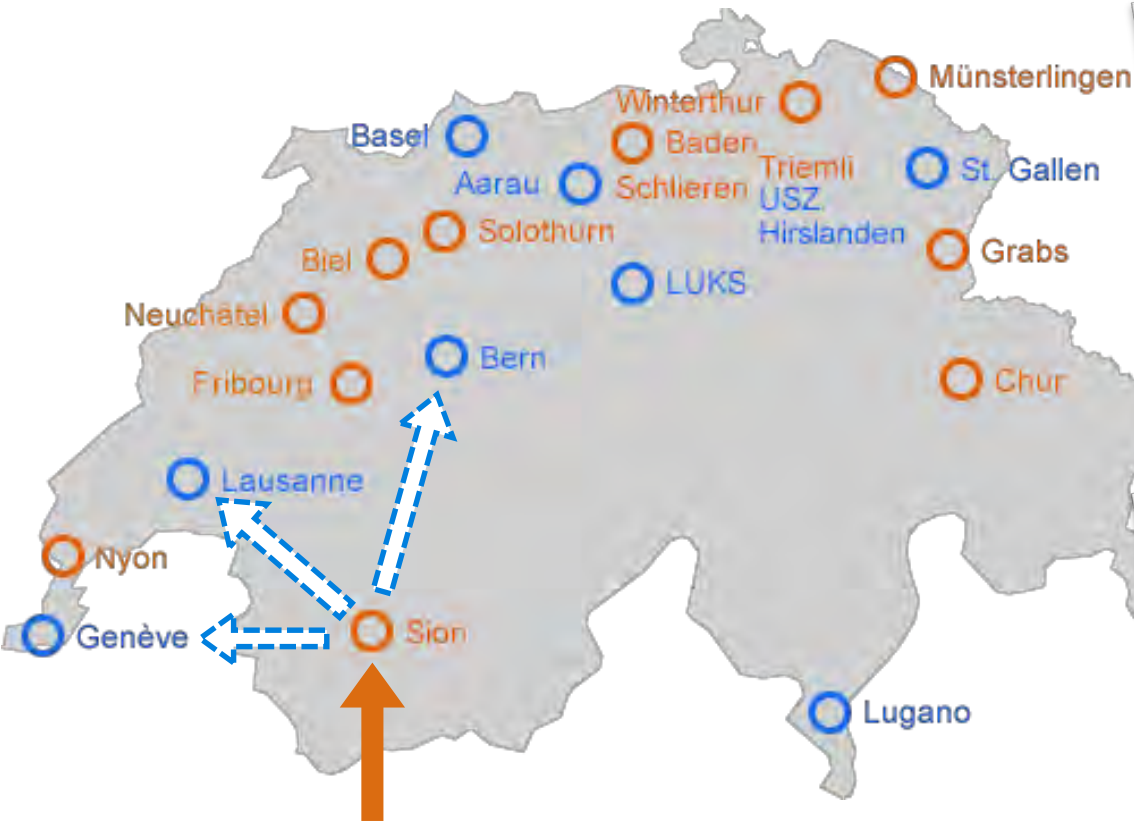 Münsterlingen
Winterthur
Basel
Baden
Triemli
St. Gallen
Aarau
Schlieren
USZ
Solothurn
Hirslanden
Biel
Grabs
LUKS
Neuchâtel
Bern
Fribourg
Chur
Lausanne
Nyon
Genève
Sion
Lugano